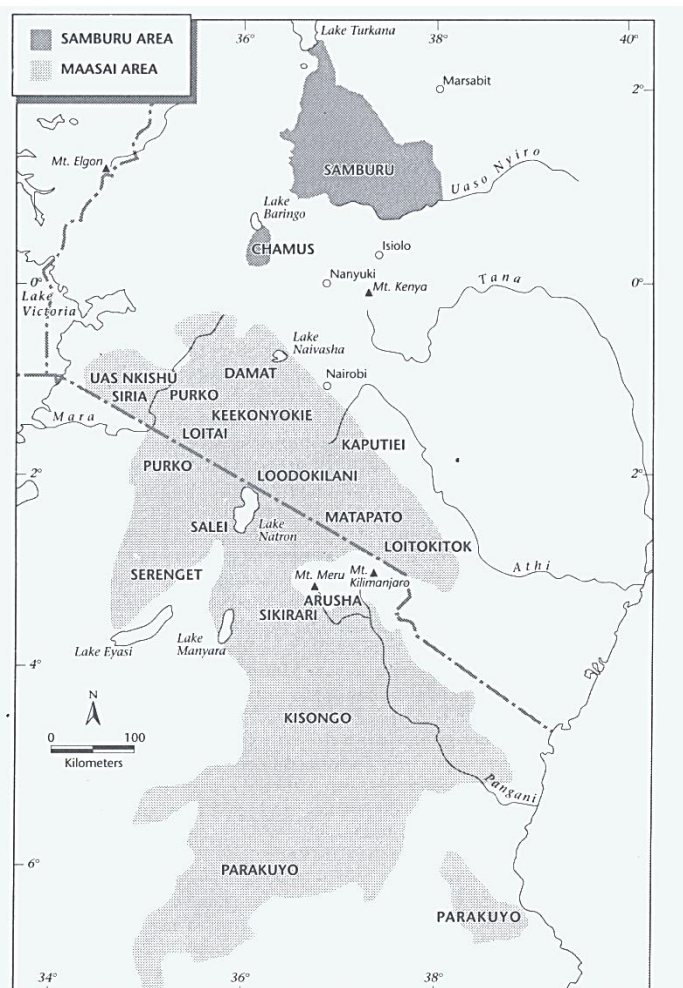 SAMBURU AREA
MAASAI AREA
36°
38°
40°
Lake Turkana
Marsabit
2°
Mt. Elgon
SAMBURU
Uaso Nyiro
Lake
Baringo
CHAMUS
Isiolo
Nanyuki
0°
Mt. Kenya
Tana
Lake
Victoria
Lake
Naivasha
DAMAT
UAS NKISHU
SIRIA
PURKO
Nairobi
KEEKONYOKIE
Mara
LOITAI
KAPUTIEI
PURKO
2°
2°
LOODOKILANI
SALEI
Lake
Natron
MATAPATO
LOITOKITOK
Athi
SERENGET
Mt. Meru
Mt.
Kilimanjaro
ARUSHA
SIKIRARI
Lake Eyasi
Lake
Manyara
4°
N
KISONGO
0
100
Kilometers
Pangani
6°
PARAKUYO
PARAKUYO
34°
36°
38°